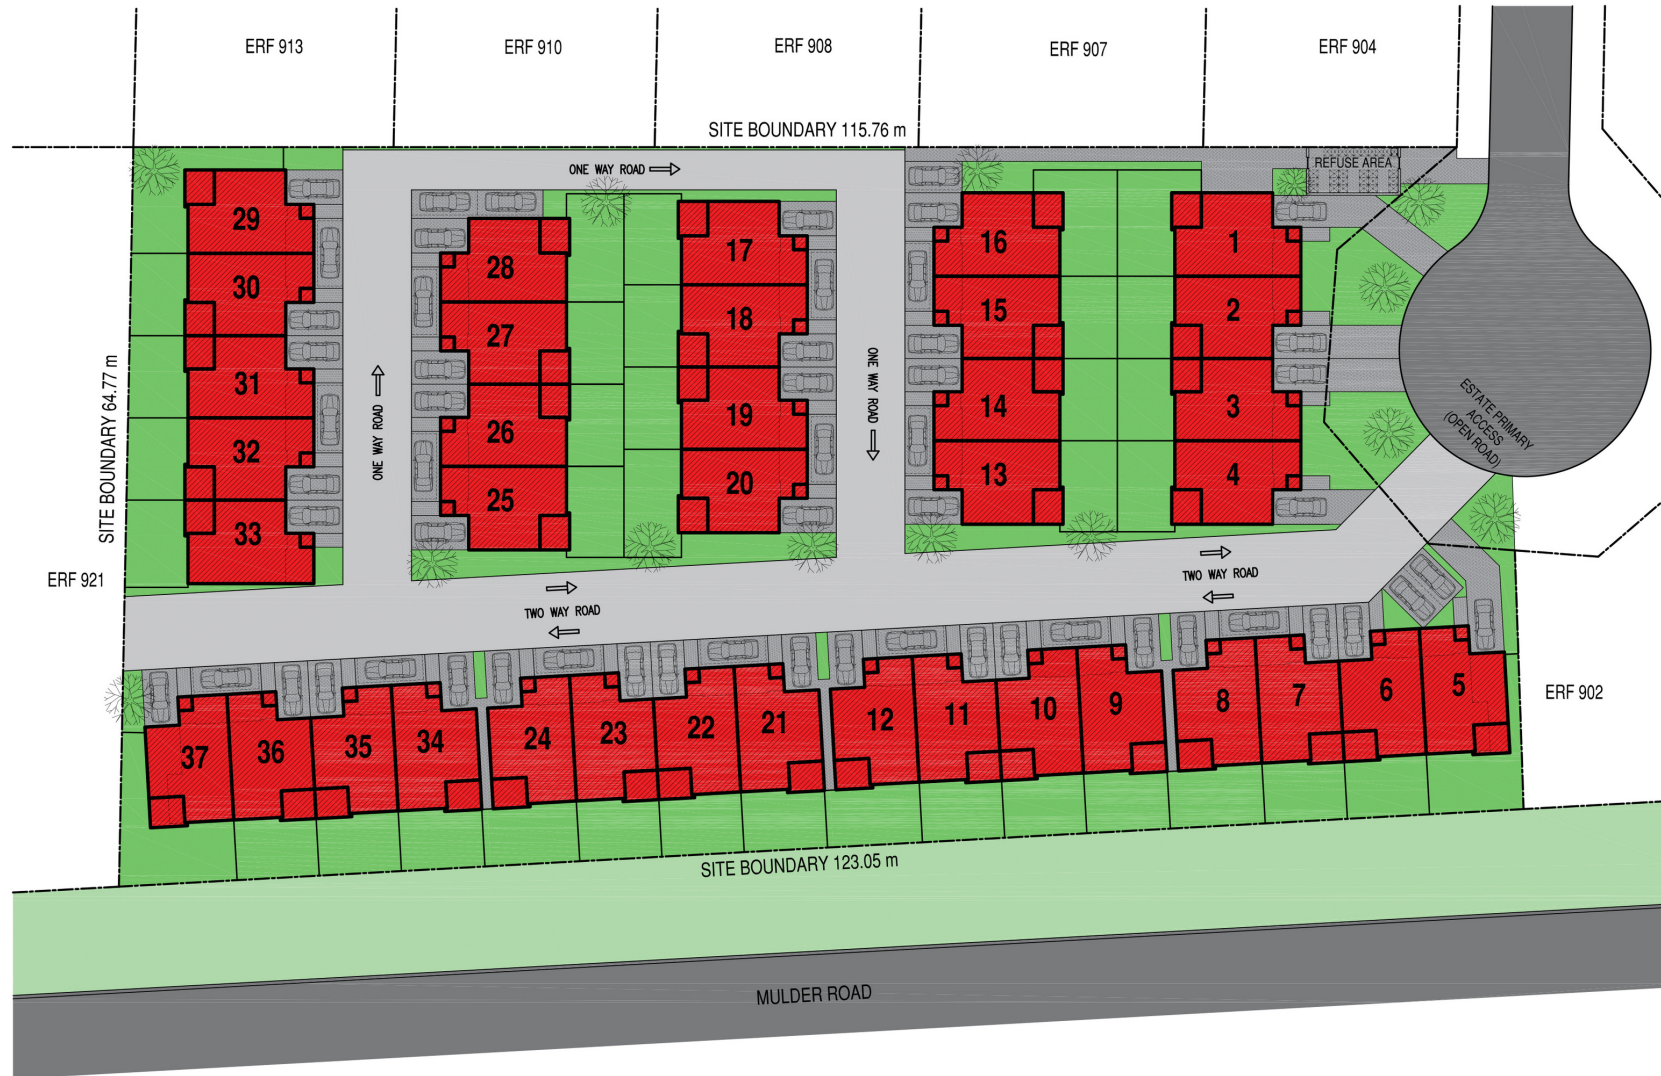 ERF 913
ERF 910
ERF 908
ERF 907
ERF 904
SITE BOUNDARY 115.76 m
ONE WAY ROAD
REFUSE AREA
29
30
31
32
33
28
27
26
25
17
18
19
20
16
15
14
13
1
2
3
4
SITE BOUNDARY 64.77 m
ONE WAY ROAD
ONE WAY ROAD
ESTATE PRIMARY
ACCESS
(OPEN ROAD)
ERF 921
TWO WAY ROAD
TWO WAY ROAD
37
36
35
34
24
23
22
21
12
11
10
9
8
7
6
5
ERF 902
SITE BOUNDARY 123.05 m
MULDER ROAD